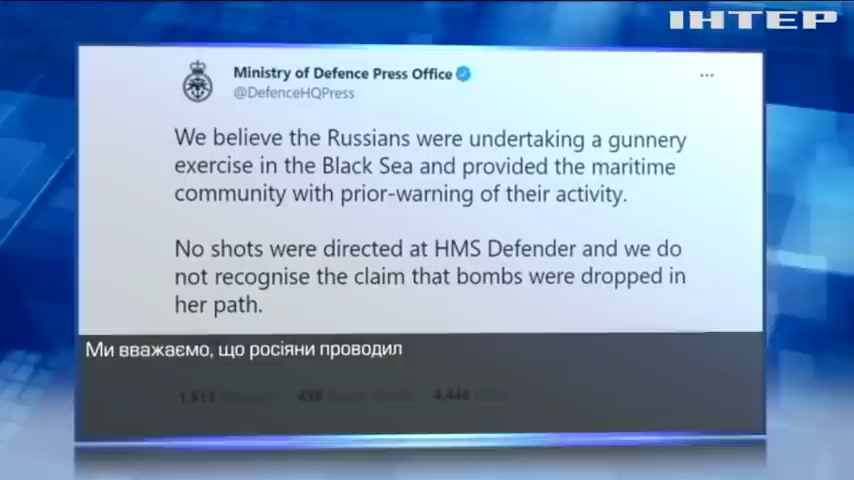 ІНТЕР
Ministry of Defence Press Office
@DefenceHQPress
We believe the Russians were undertaking a gunnery
exercise in the Black Sea and provided the maritime
community with prior-warning of their activity.
No shots were directed at HMS Defender and we do
not recognise the claim that bombs were dropped in
her path.
Ми вважаємо, що росіяни проводил